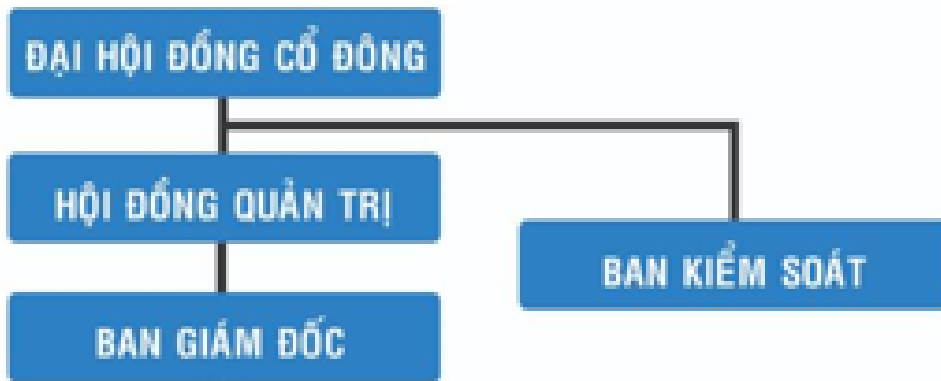 ĐẠI HỘI ĐỒNG CỔ ĐÔNG
HỘI ĐỒNG QUẢN TRỊ
BAN KIỂM SOÁT
BAN GIÁM ĐỐC